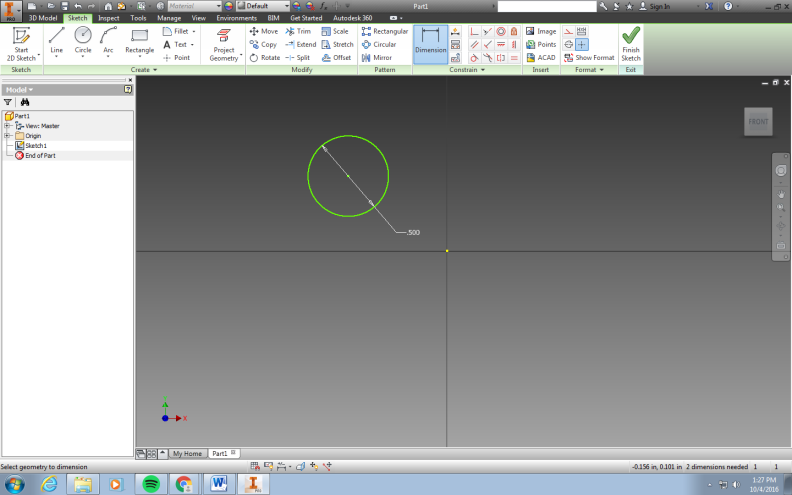 Material Default Part1 Sign In
PRO 3D Model Sketch Inspect Tools Manage View Environments BIM Get Started Autodesk 360
Start 2D Sketch Line Circle Arc Rectangle Fillet Text Point Project Geometry Move Copy Rotate Trim Extend Split Scale Stretch Offset Rectangular Circular Mirror Dimension Image Points ACAD Show Format Finish Sketch
Sketch Create Modify Pattern Constrain Insert Format Exit
Model
Part1
View: Master
Origin
Sketch1
End of Part
FRONT
.500
X
My Home Part1
Select geometry to dimension -0.156 in, 0.101 in 2 dimensions needed 1 1
1:27 PM
10/4/2016